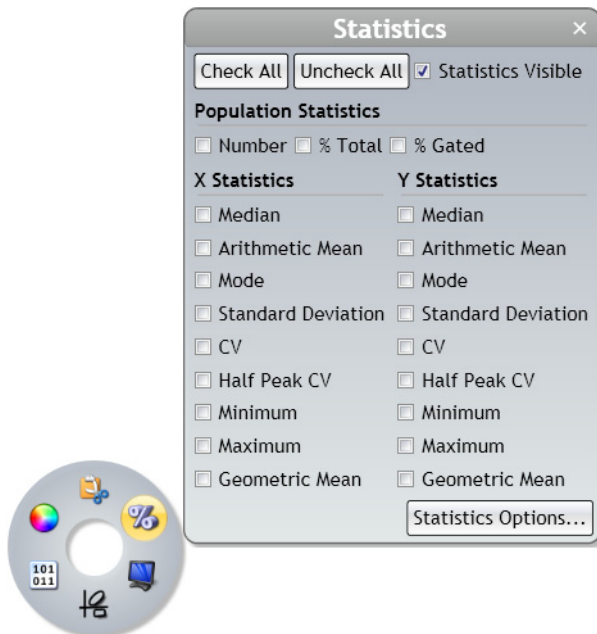 Statistics ×
Check All Uncheck All Statistics Visible
Population Statistics
Number % Total % Gated
X Statistics Y Statistics
Median Median
Arithmetic Mean Arithmetic Mean
Mode Mode
Standard Deviation Standard Deviation
CV CV
Half Peak CV Half Peak CV
Minimum Minimum
Maximum Maximum
Geometric Mean Geometric Mean
Statistics Options...
%
101
011